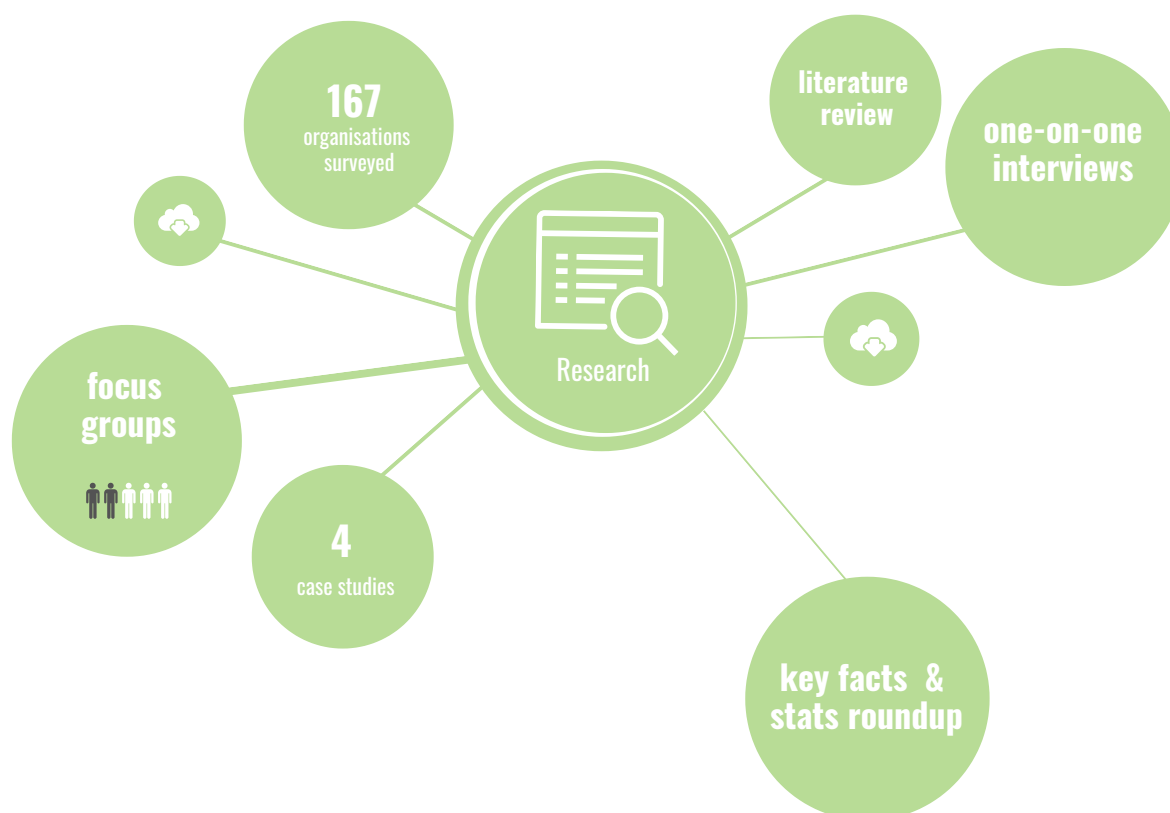 167
organisations
surveyed
literature
review
one-on-one
interviews
Research
focus
groups
4
case studies
key facts &
stats roundup